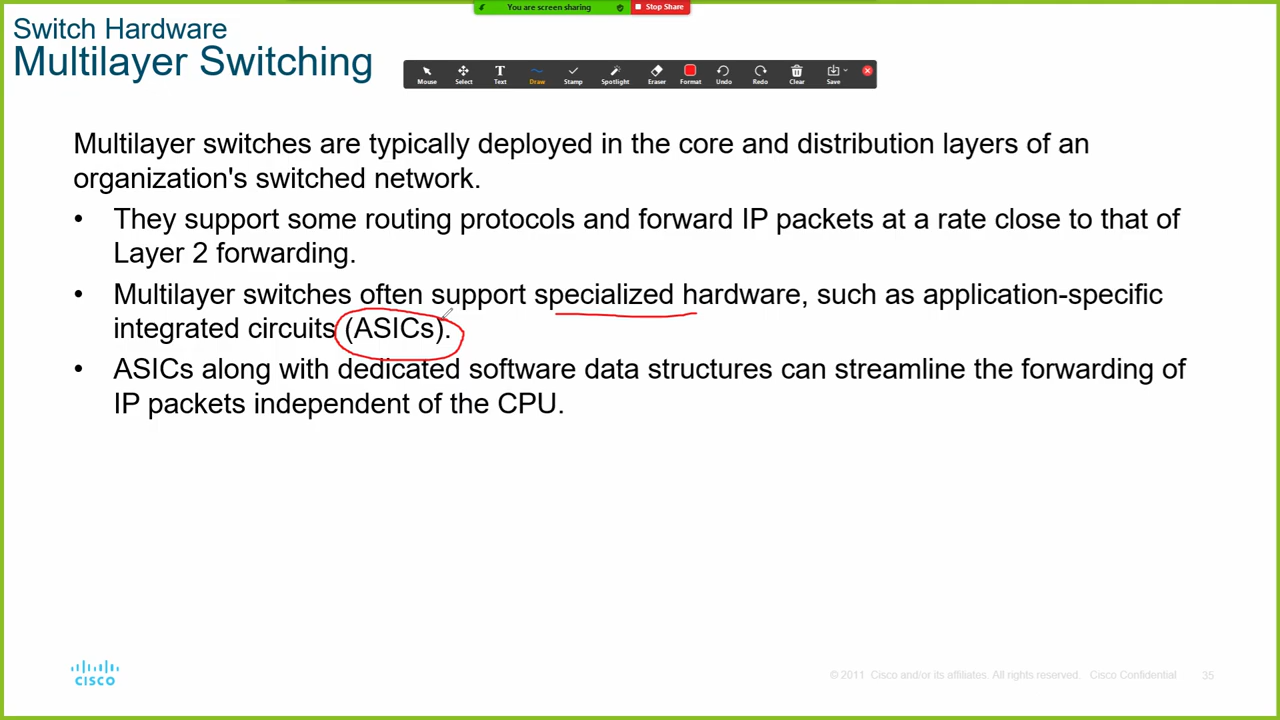 You are screen sharing
Stop Share
Switch Hardware
Multilayer Switching
Mouse
Select
Text
Draw
Stamp
Spotlight
Eraser
Format
Undo
Redo
Clear
Save
Multilayer switches are typically deployed in the core and distribution layers of an
organization's switched network.
• They support some routing protocols and forward IP packets at a rate close to that of
Layer 2 forwarding.
• Multilayer switches often support specialized hardware, such as application-specific
integrated circuits (ASICs).
• ASICs along with dedicated software data structures can streamline the forwarding of
IP packets independent of the CPU.
CISCO
© 2011 Cisco and/or its affiliates. All rights reserved Cisco Confidential 35